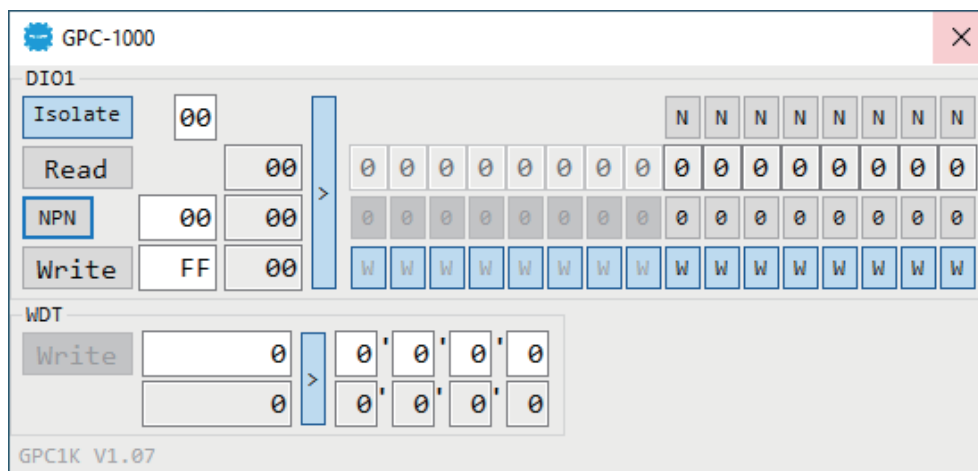 GPC-1000
DIO1
Isolate 00 N N N N N N N N
Read 00 > 0 0 0 0 0 0 0 0 0 0 0 0 0 0 0 0
NPN 00 00 0 0 0 0 0 0 0 0 0 0 0 0 0 0 0 0
Write FF 00 W W W W W W W W W W W W W W W W
WDT
Write 0 > 0 ' 0 ' 0 ' 0
0 0 ' 0 ' 0 ' 0
GPC1K V1.07